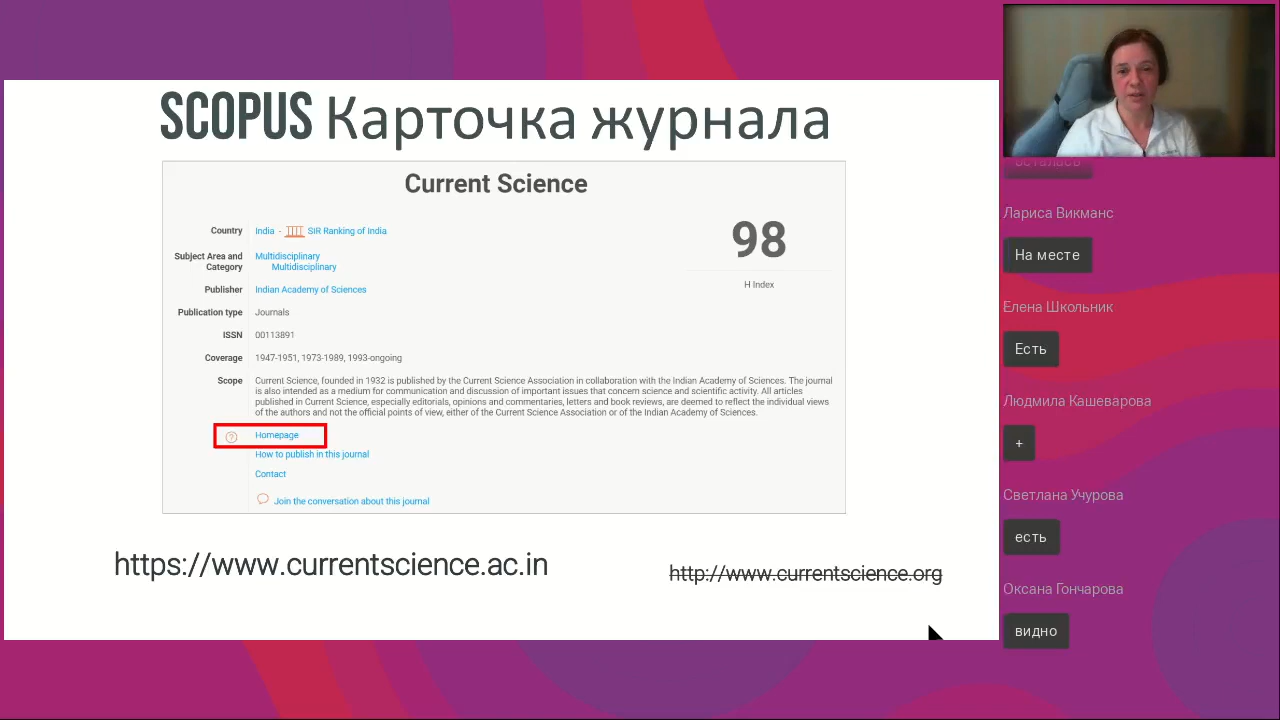 SCOPUS Карточка журнала
Current Science
Country India - SIR Ranking of India
Subject Area and Category Multidisciplinary
Multidisciplinary
Publisher Indian Academy of Sciences
Publication type Journals
ISSN 00113891
Coverage 1947-1951, 1973-1989, 1993-ongoing
Scope Current Science, founded in 1932 is published by the Current Science Association in collaboration with the Indian Academy of Sciences. The journal
is also intended as a medium for communication and discussion of important issues that concern science and scientific activity. All articles
published in Current Science, especially editorials, opinions and commentaries, letters and book reviews, are deemed to reflect the individual views
of the authors and not the official points of view, either of the Current Science Association or of the Indian Academy of Sciences.
? Homepage
How to publish in this journal
Contact
Join the conversation about this journal
98
H Index
https://www.currentscience.ac.in
http://www.currentscience.org
осталась
Лариса Викманс
На месте
Елена Школьник
Есть
Людмила Кашеварова
+
Светлана Учурова
есть
Оксана Гончарова
видно